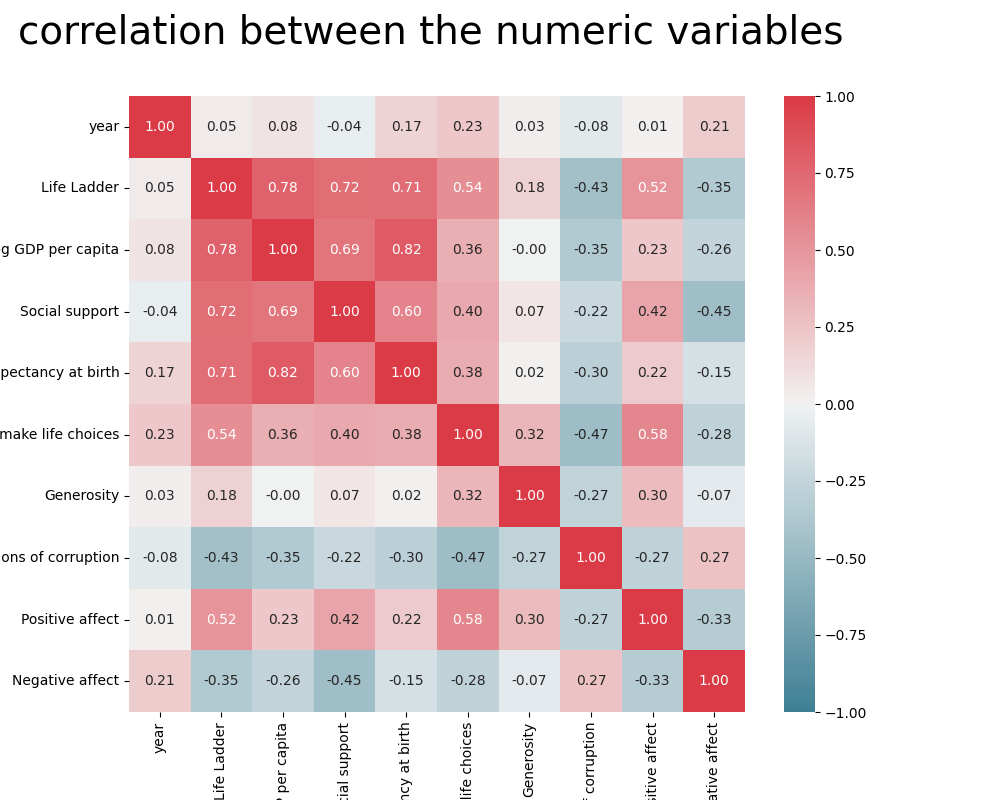 correlation between the numeric variables
year 1.00 0.05 0.08 -0.04 0.17 0.23 0.03 -0.08 0.01 0.21
Life Ladder 0.05 1.00 0.78 0.72 0.71 0.54 0.18 -0.43 0.52 -0.35
g GDP per capita 0.08 0.78 1.00 0.69 0.82 0.36 -0.00 -0.35 0.23 -0.26
Social support -0.04 0.72 0.69 1.00 0.60 0.40 0.07 -0.22 0.42 -0.45
pectancy at birth 0.17 0.71 0.82 0.60 1.00 0.38 0.02 -0.30 0.22 -0.15
make life choices 0.23 0.54 0.36 0.40 0.38 1.00 0.32 -0.47 0.58 -0.28
Generosity 0.03 0.18 -0.00 0.07 0.02 0.32 1.00 -0.27 0.30 -0.07
ons of corruption -0.08 -0.43 -0.35 -0.22 -0.30 -0.47 -0.27 1.00 -0.27 0.27
Positive affect 0.01 0.52 0.23 0.42 0.22 0.58 0.30 -0.27 1.00 -0.33
Negative affect 0.21 -0.35 -0.26 -0.45 -0.15 -0.28 -0.07 0.27 -0.33 1.00
year
Life Ladder
P per capita
cial support
ncy at birth
life choices
Generosity
f corruption
sitive affect
ative affect
1.00
0.75
0.50
0.25
0.00
−0.25
−0.50
−0.75
−1.00